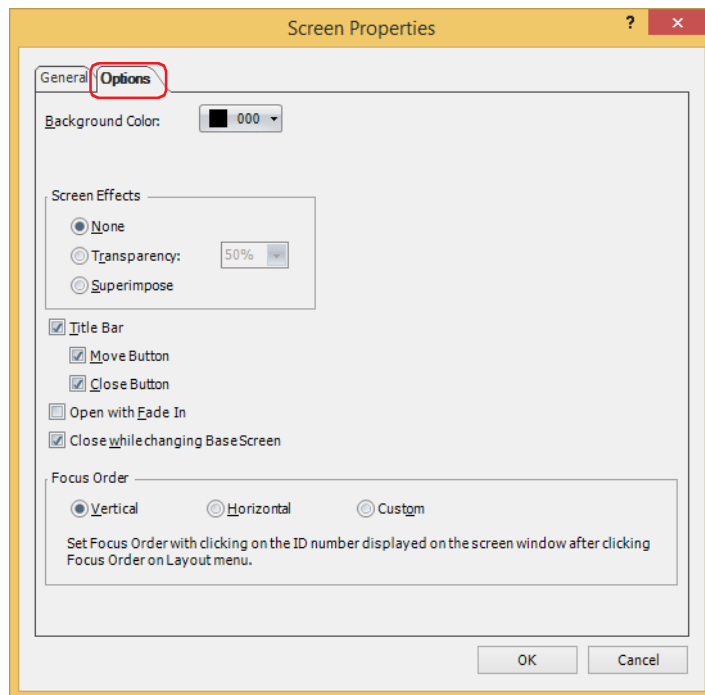 Screen Properties
?
×
General
Options
Background Color:
000
Screen Effects
None
Transparency:
50%
Superimpose
Title Bar
Move Button
Close Button
Open with Fade In
Close while changing Base Screen
Focus Order
Vertical
Horizontal
Custom
Set Focus Order with clicking on the ID number displayed on the screen window after clicking
Focus Order on Layout menu.
OK
Cancel